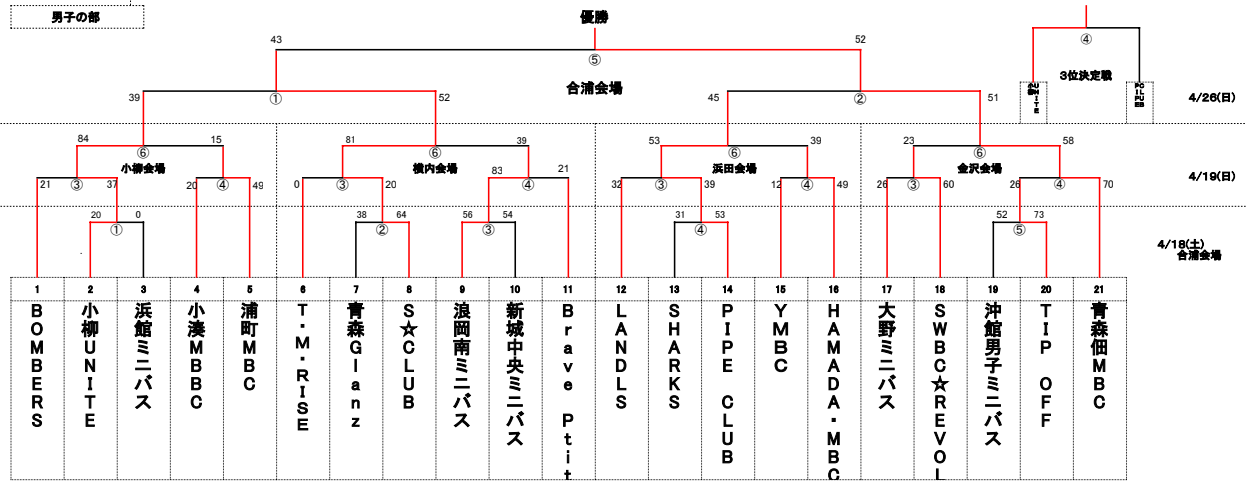 男子の部
優勝
43 52
⑤
④
3位決定戦
小柳UNITE
PIPE CLUB
合浦会場
39 ① 52
45 ② 51
4/26(日)
84 ⑥ 15
小柳会場
81 ⑥ 39
横内会場
53 ⑥ 39
浜田会場
23 ⑥ 58
金沢会場
21 ③ 37
20 ④ 49
0 ③ 20
83 ④ 21
32 ③ 39
12 ④ 49
26 ③ 60
26 ④ 70
4/19(日)
20 ① 0
38 ② 64
56 ③ 54
31 ④ 53
52 ⑤ 73
4/18(土)
合浦会場
1 2 3 4 5 6 7 8 9 10 11 12 13 14 15 16 17 18 19 20 21
BOMBERS
小柳UNITE
浜館ミニバス
小湊MBBC
浦町MBC
T・M・RISE
青森Glanz
S☆CLUB
浪岡南ミニバス
新城中央ミニバス
Brave Ptit
LANDLS
SHARKS
PIPE CLUB
YMBC
HAMADA・MBC
大野ミニバス
SWBC☆REVOL
沖館男子ミニバス
TIP OFF
青森佃MBC